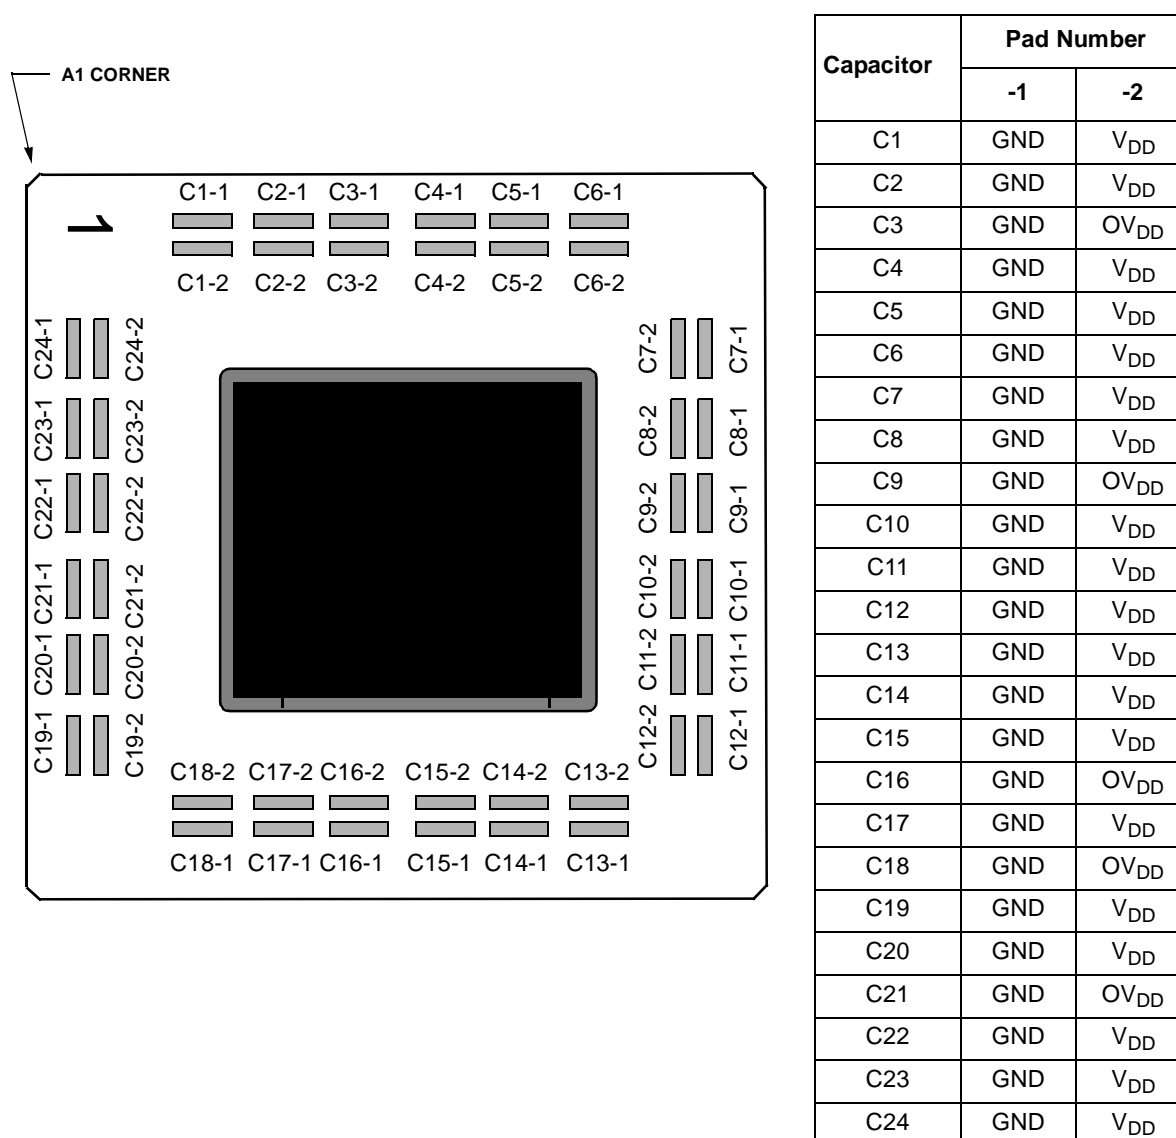 A1 CORNER
1
C1-1 C2-1 C3-1 C4-1 C5-1 C6-1
C1-2 C2-2 C3-2 C4-2 C5-2 C6-2
C24-1 C24-2 C7-2 C7-1
C23-1 C23-2 C8-2 C8-1
C22-1 C22-2 C9-2 C9-1
C21-1 C21-2 C10-2 C10-1
C20-1 C20-2 C11-2 C11-1
C19-1 C19-2 C12-2 C12-1
C18-2 C17-2 C16-2 C15-2 C14-2 C13-2
C18-1 C17-1 C16-1 C15-1 C14-1 C13-1
Capacitor Pad Number
-1 -2
C1 GND VDD
C2 GND VDD
C3 GND OVDD
C4 GND VDD
C5 GND VDD
C6 GND VDD
C7 GND VDD
C8 GND VDD
C9 GND OVDD
C10 GND VDD
C11 GND VDD
C12 GND VDD
C13 GND VDD
C14 GND VDD
C15 GND VDD
C16 GND OVDD
C17 GND VDD
C18 GND OVDD
C19 GND VDD
C20 GND VDD
C21 GND OVDD
C22 GND VDD
C23 GND VDD
C24 GND VDD